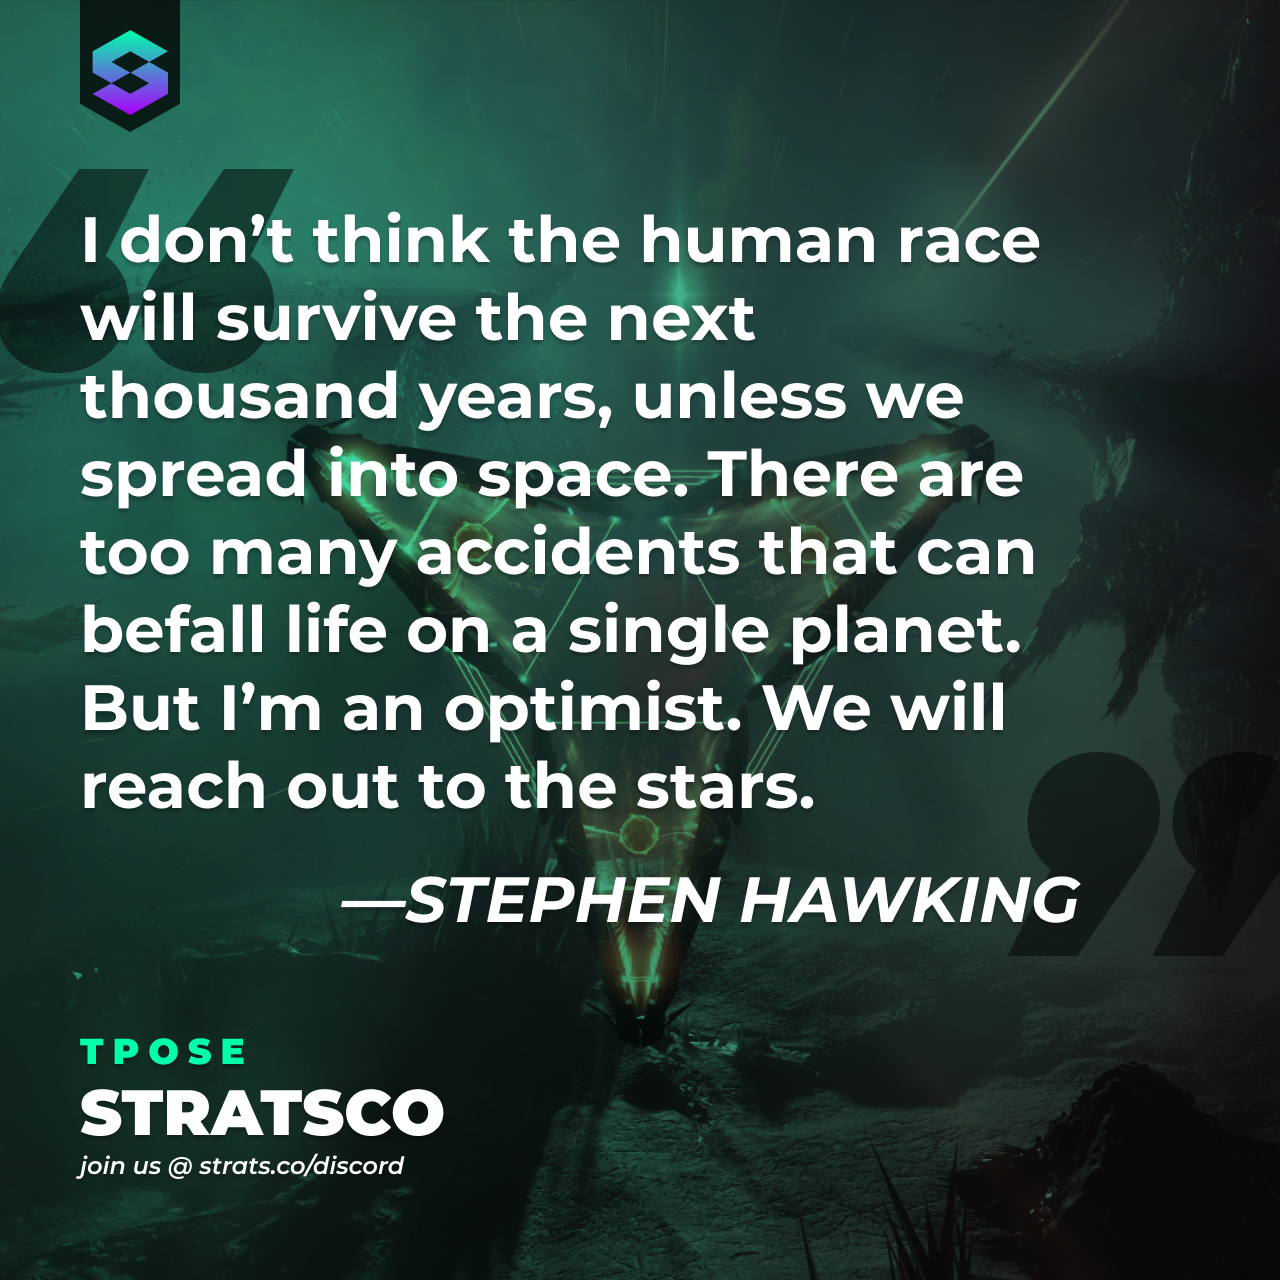 I don’t think the human race
will survive the next
thousand years, unless we
spread into space. There are
too many accidents that can
befall life on a single planet.
But I’m an optimist. We will
reach out to the stars.
—STEPHEN HAWKING
TPOSE
STRATSCO
join us @ strats.co/discord